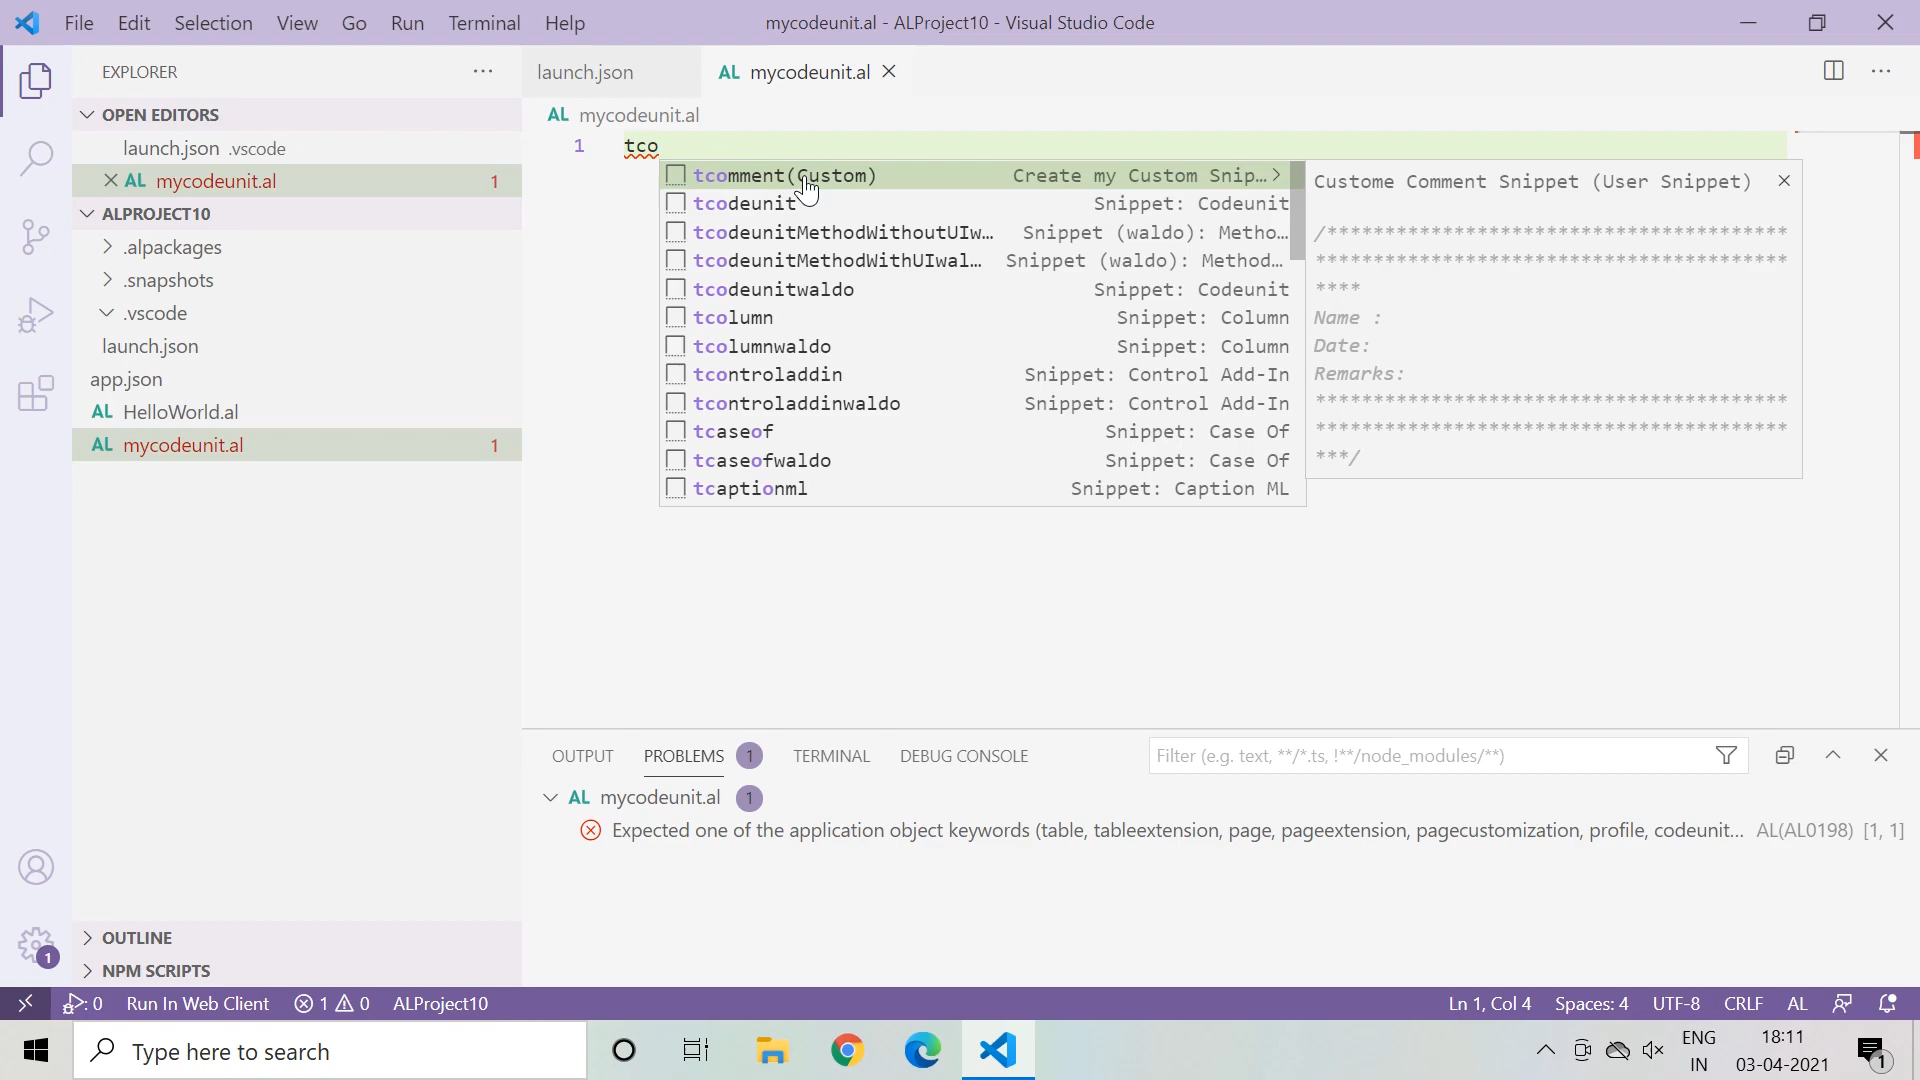 File Edit Selection View Go Run Terminal Help mycodeunit.al - ALProject10 - Visual Studio Code
EXPLORER
OPEN EDITORS
launch.json .vscode
AL mycodeunit.al 1
ALPROJECT10
.alpackages
.snapshots
.vscode
launch.json
app.json
AL HelloWorld.al
AL mycodeunit.al 1
OUTLINE
NPM SCRIPTS
launch.json AL mycodeunit.al
AL mycodeunit.al
1 tco
tcomment(Custom) Create my Custom Snip...
tcodeunit Snippet: Codeunit
tcodeunitMethodWithoutUIw... Snippet (waldo): Metho...
tcodeunitMethodWithUIwal... Snippet (waldo): Method...
tcodeunitwaldo Snippet: Codeunit
tcolumn Snippet: Column
tcolumnwaldo Snippet: Column
tcontroladdin Snippet: Control Add-In
tcontroladdinwaldo Snippet: Control Add-In
tcaseof Snippet: Case Of
tcaseofwaldo Snippet: Case Of
tcaptionml Snippet: Caption ML
Custome Comment Snippet (User Snippet)
/****************************************
*****************************************
****
Name :
Date:
Remarks:
*****************************************
*****************************************
***/
OUTPUT PROBLEMS 1 TERMINAL DEBUG CONSOLE Filter (e.g. text, **/*.ts, !**/node_modules/**)
AL mycodeunit.al 1
Expected one of the application object keywords (table, tableextension, page, pageextension, pagecustomization, profile, codeunit... AL(AL0198) [1, 1]
1
0 Run In Web Client 1 0 ALProject10 Ln 1, Col 4 Spaces: 4 UTF-8 CRLF AL
Type here to search
ENG
IN
18:11
03-04-2021
1